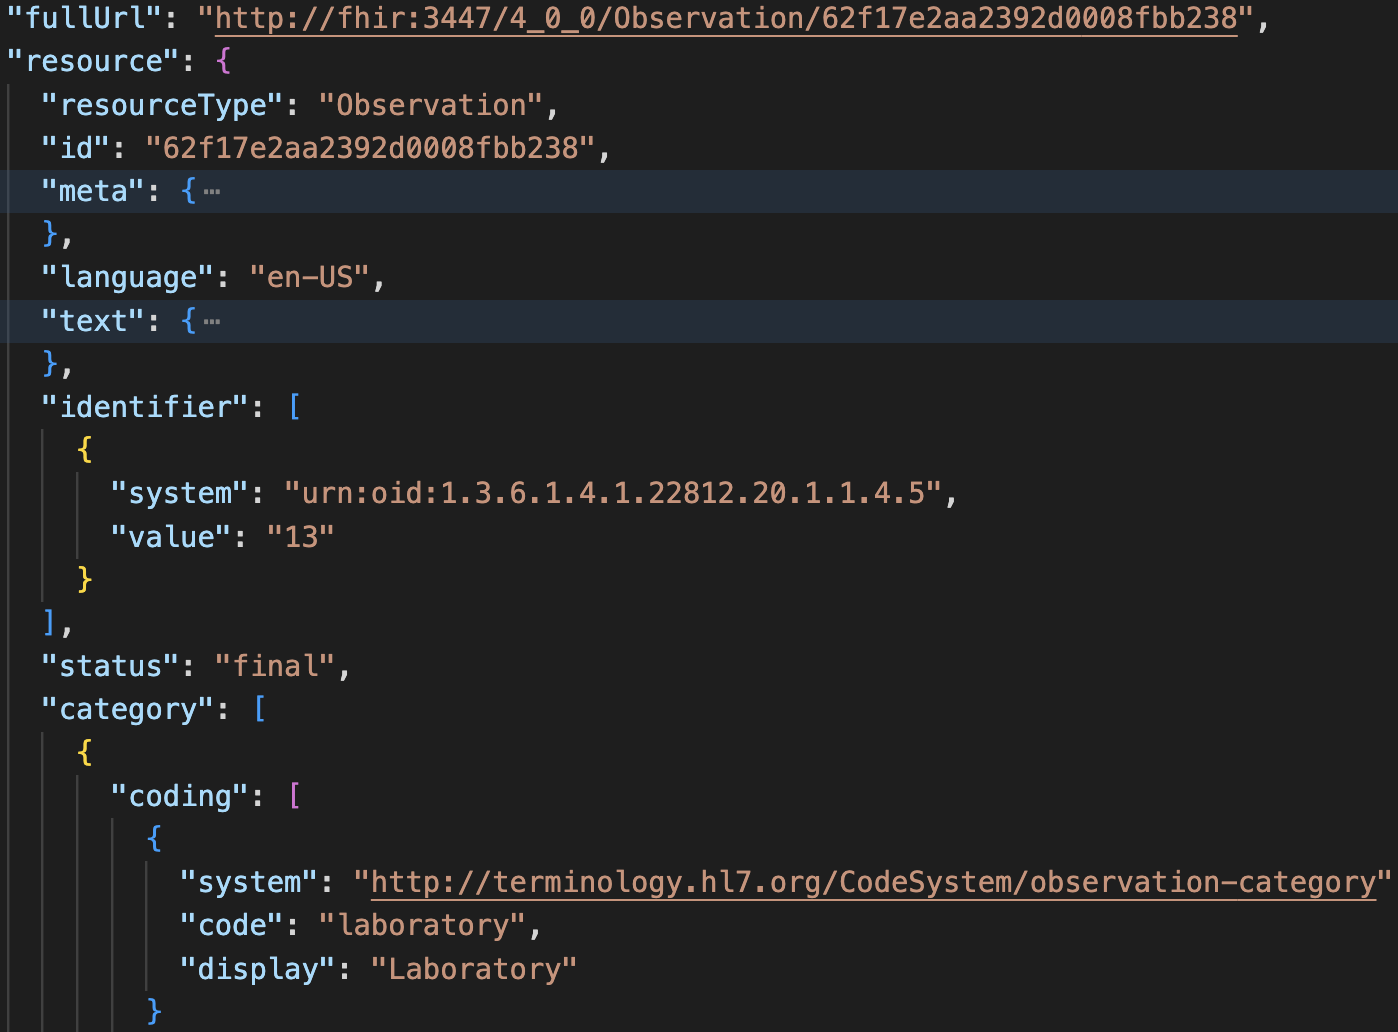 "fullUrl": "http://fhir:3447/4_0_0/Observation/62f17e2aa2392d0008fbb238",
"resource": {
"resourceType": "Observation",
"id": "62f17e2aa2392d0008fbb238",
"meta": { ⋯
},
"language": "en-US",
"text": { ⋯
},
"identifier": [
{
"system": "urn:oid:1.3.6.1.4.1.22812.20.1.1.4.5",
"value": "13"
}
],
"status": "final",
"category": [
{
"coding": [
{
"system": "http://terminology.hl7.org/CodeSystem/observation-category"
"code": "laboratory",
"display": "Laboratory"
}